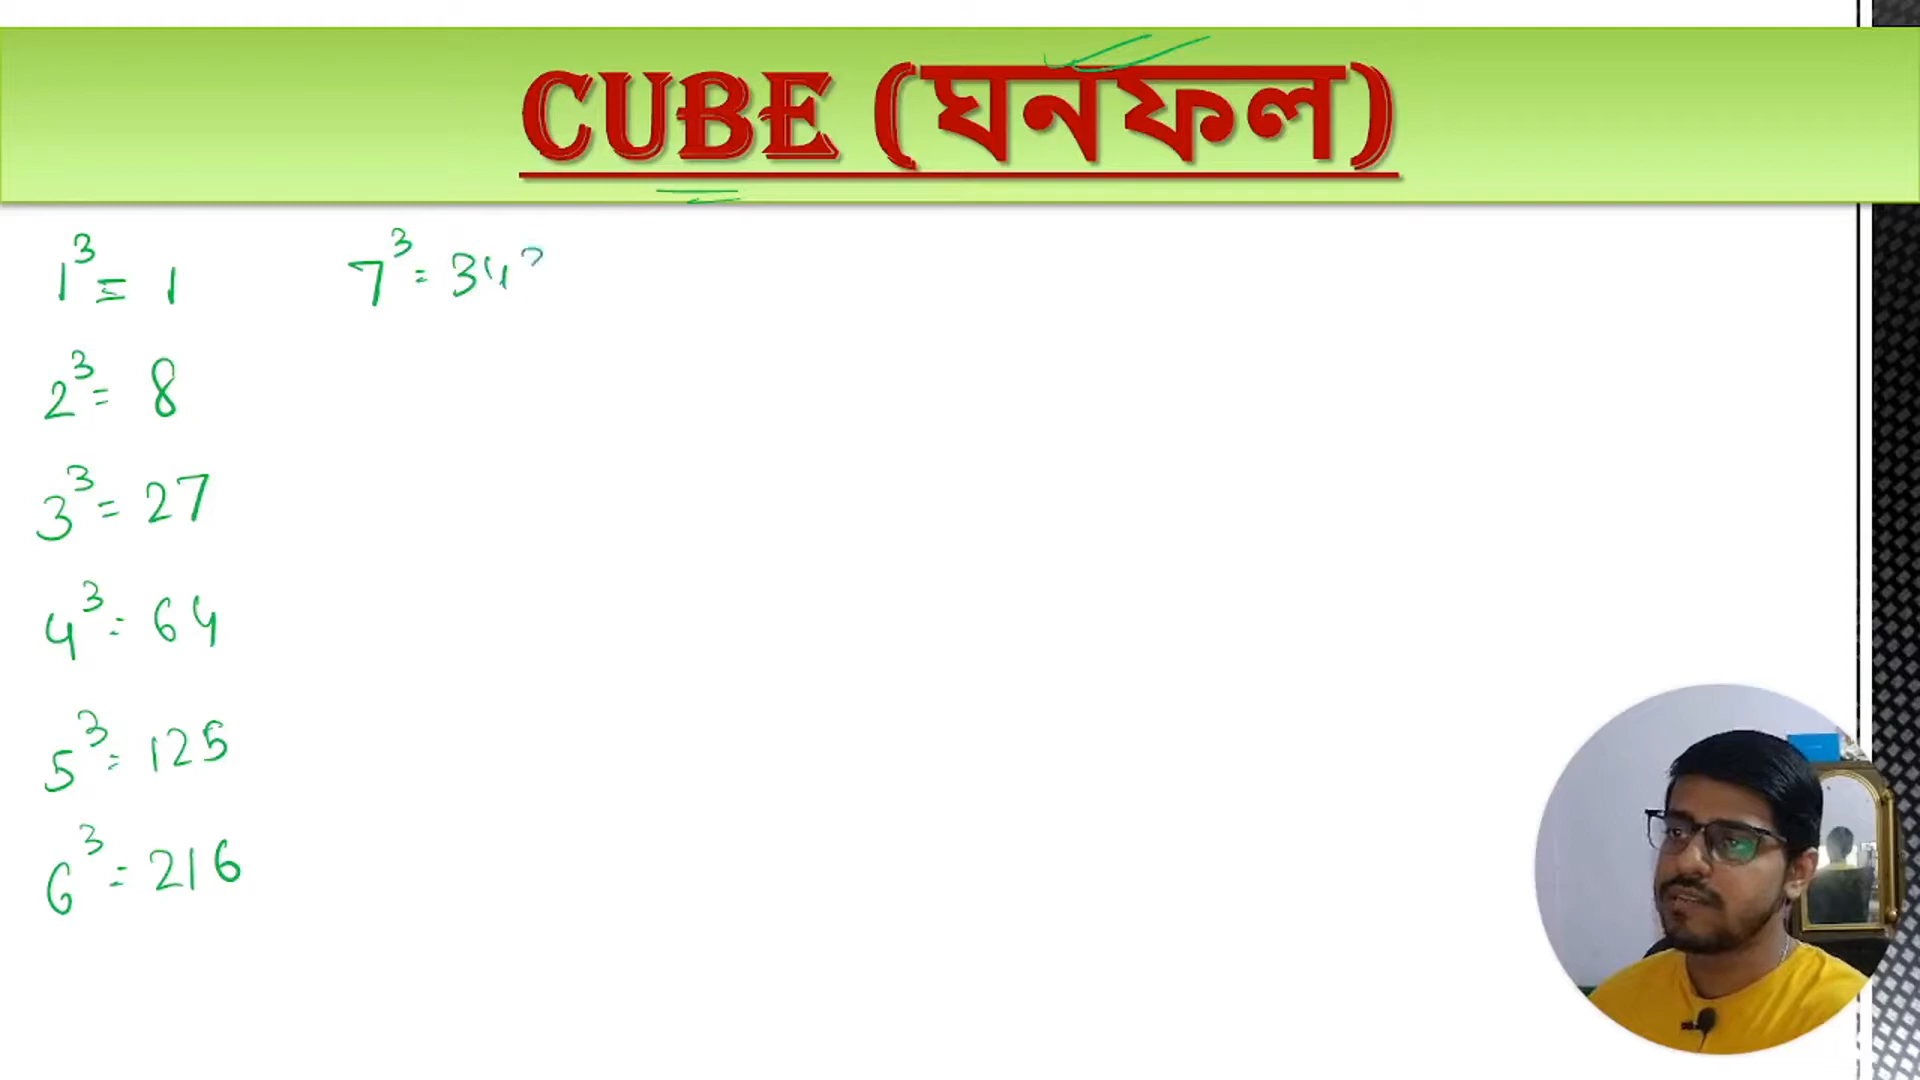 CUBE (ঘনফল)
1³ = 1
2³ = 8
3³ = 27
4³ = 64
5³ = 125
6³ = 216
7³ = 34